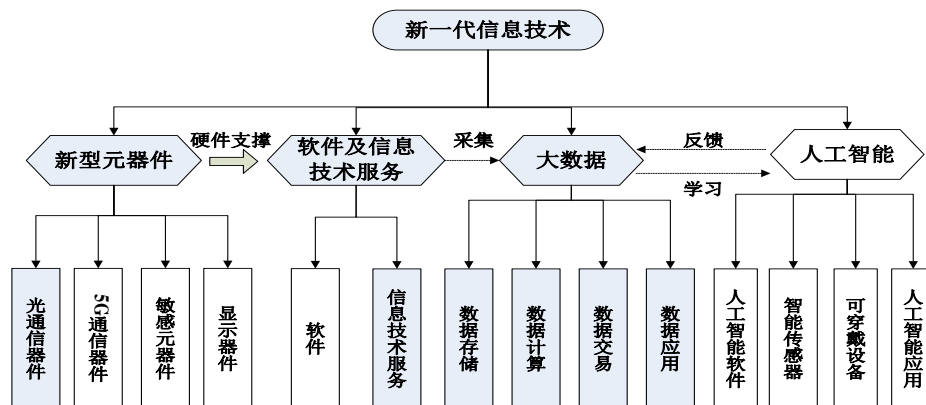 新一代信息技术
新型元器件
硬件支撑
软件及信息
技术服务
采集
大数据
反馈
学习
人工智能
光通信器件
5G通信器件
敏感元器件
显示器件
软件
信息技术服务
数据存储
数据计算
数据交易
数据应用
人工智能软件
智能传感器
可穿戴设备
人工智能应用